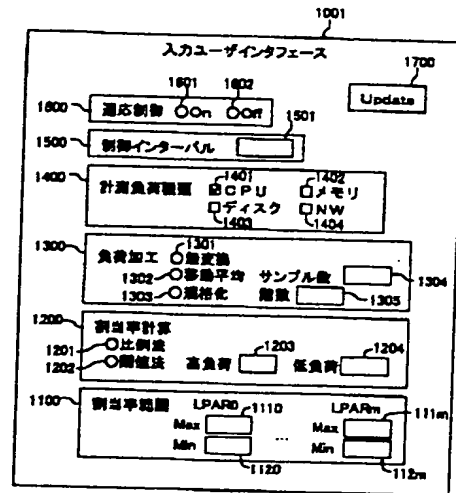 1001
入力ユーザインタフェース
1700
Update
1601
1602
1600
適応制御 On Off
1501
1500
制御インターバル
1400
1401
1402
計測負荷種類 CPU メモリ
ディスク NW
1403
1404
1300
1301
負荷加工 無変換
1302
移動平均 サンプル数
1304
1303
規格化 階数
1305
1200
割当率計算
1201
比例法
1203
1204
1202
閾値法 高負荷 低負荷
1100
割当率範囲
LPAR0
1110
LPARm
111m
Max
Max
Min
...
Min
1120
112m